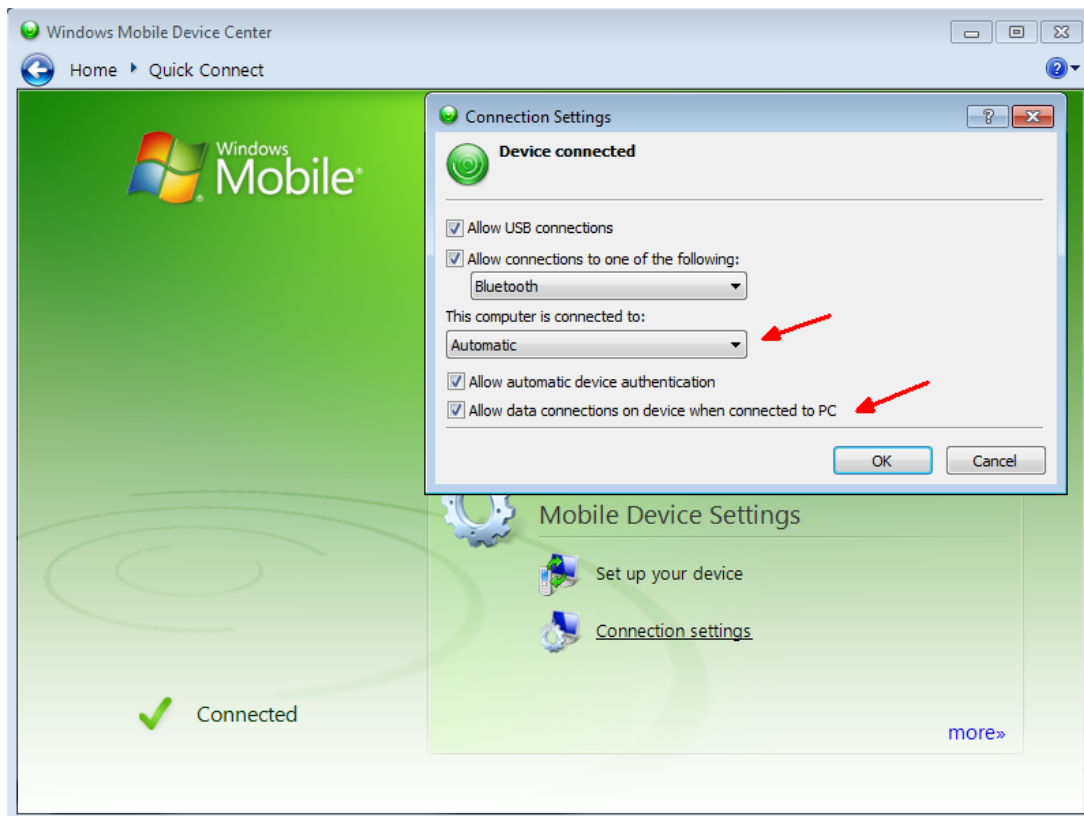 Windows Mobile Device Center
Home Quick Connect
Windows
Mobile
Connection Settings
Device connected
Allow USB connections
Allow connections to one of the following:
Bluetooth
This computer is connected to:
Automatic
Allow automatic device authentication
Allow data connections on device when connected to PC
OK Cancel
Mobile Device Settings
Set up your device
Connection settings
Connected
more»